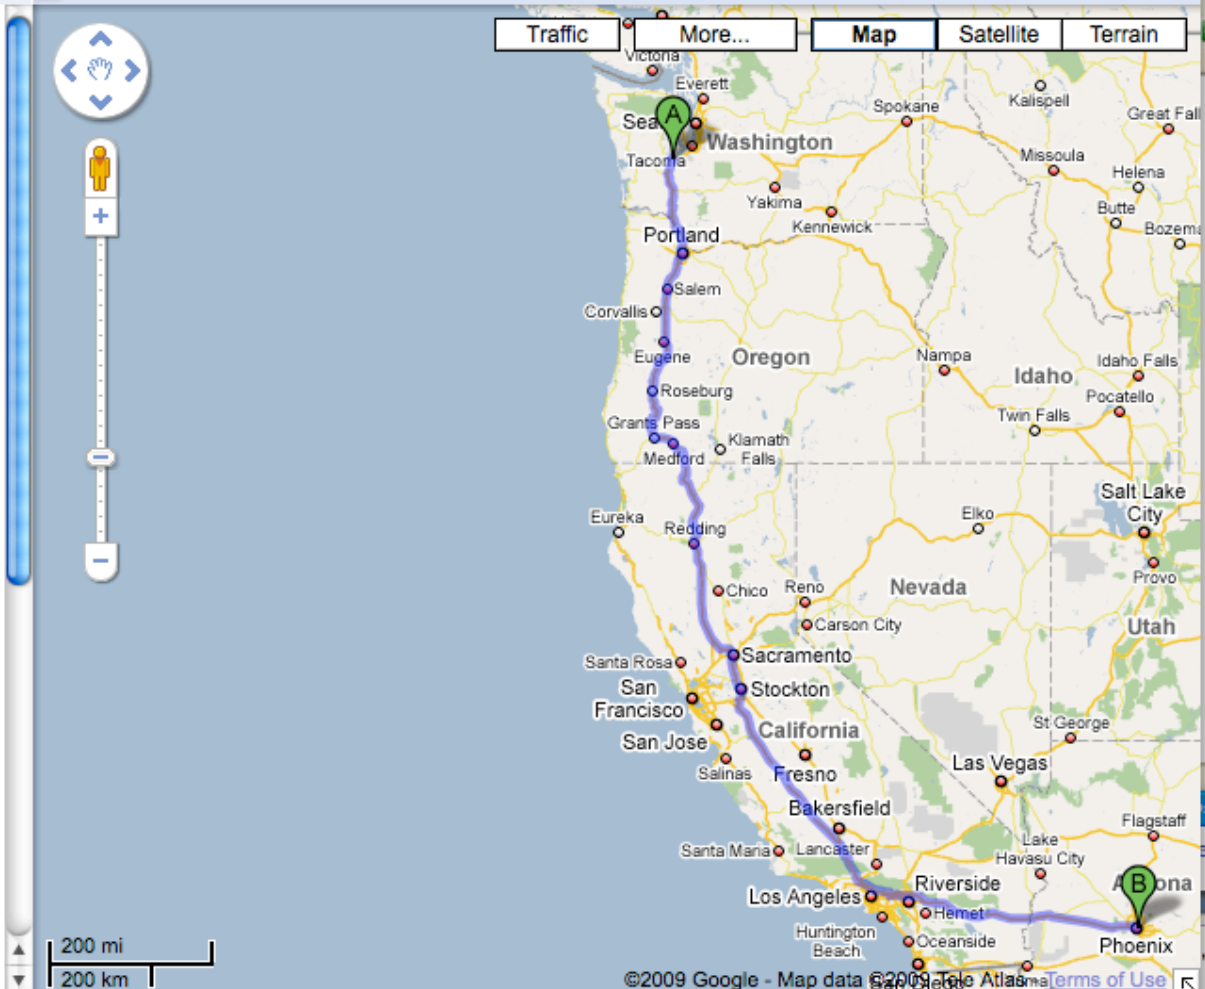 Traffic
More...
Map
Satellite
Terrain
Victoria
Everett
Spokane
Kalispell
Great Fall
Sea
Washington
Tacoma
Missoula
Helena
Yakima
Butte
Kennewick
Bozema
Portland
Salem
Corvallis
Eugene
Oregon
Nampa
Idaho Falls
Idaho
Roseburg
Pocatello
Twin Falls
Grants Pass
Klamath
Falls
Medford
Salt Lake
City
Eureka
Elko
Redding
Provo
Chico
Reno
Nevada
Carson City
Utah
Sacramento
Santa Rosa
San
Francisco
Stockton
St George
California
San Jose
Las Vegas
Salinas
Fresno
Bakersfield
Flagstaff
Lake
Havasu City
Santa Maria
Lancaster
Riverside
A
B
Los Angeles
Hemet
Huntington
Beach
Oceanside
Phoenix
200 mi
200 km
©2009 Google - Map data ©2009 Tele Atlas - Terms of Use
San Diego